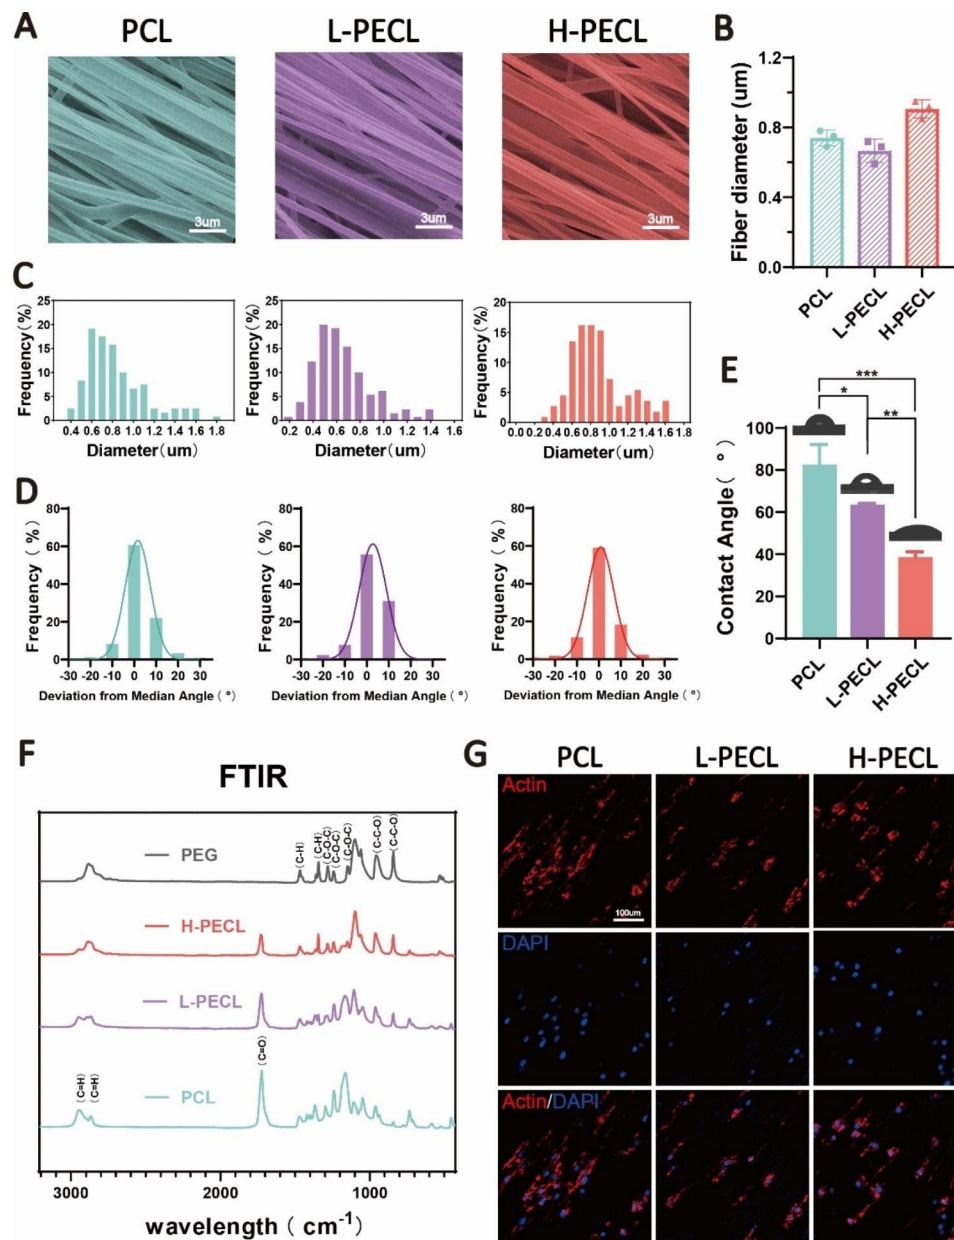 A
PCL
L-PECL
H-PECL
3um
3um
3um
B
Fiber diameter (um)
1.2
0.8
0.4
0.0
PCL
L-PECL
H-PECL
C
Frequency(%)
25
20
15
10
5
0
0.4 0.6 0.8 1.0 1.2 1.4 1.6 1.8
Diameter(um)
Frequency(%)
25
20
15
10
5
0
0.2 0.4 0.6 0.8 1.0 1.2 1.4 1.6
Diameter(um)
Frequency(%)
20
15
10
5
0
0.0 0.2 0.4 0.6 0.8 1.0 1.2 1.4 1.6 1.8
Diameter(um)
D
Frequency ( %)
80
60
40
20
0
-30 -20 -10 0 10 20 30
Deviation from Median Angle ( °)
Frequency ( %)
80
60
40
20
0
-30 -20 -10 0 10 20 30
Deviation from Median Angle ( °)
Frequency ( %)
80
60
40
20
0
-30 -20 -10 0 10 20 30
Deviation from Median Angle ( °)
E
***
*
**
Contact Angle( °)
100
80
60
40
20
0
PCL
L-PECL
H-PECL
F
FTIR
PEG
(C-H)
(C-H)
(C-O-C)
(C-O-C)
(C-O-C)
(C-C-O)
(C-C-O)
H-PECL
L-PECL
PCL
(C=H)
(C=H)
(C=O)
3000 2000 1000
wavelength ( cm-1)
G
PCL
L-PECL
H-PECL
Actin
100um
DAPI
Actin/DAPI